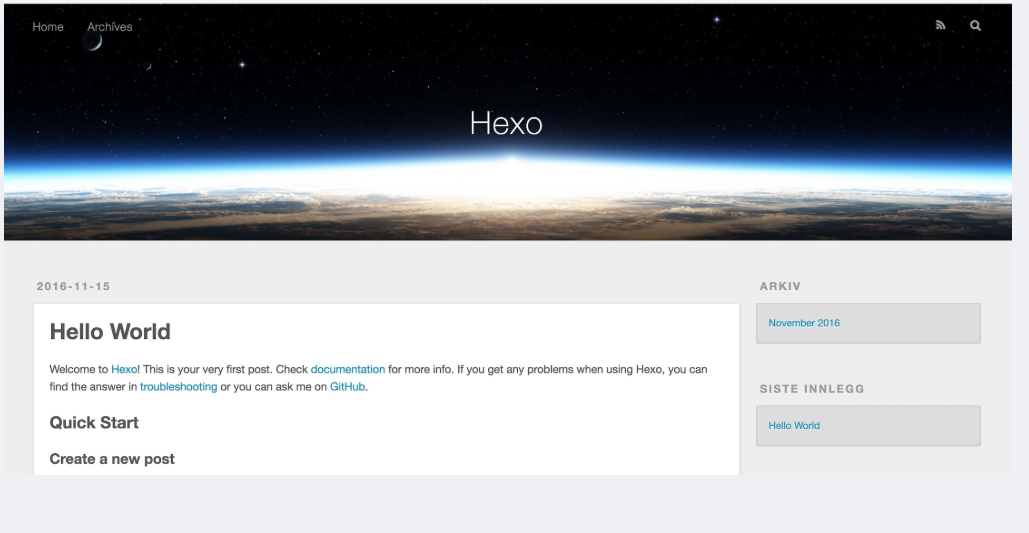 Home Archives
Hexo
2016-11-15
Hello World
Welcome to Hexo! This is your very first post. Check documentation for more info. If you get any problems when using Hexo, you can
find the answer in troubleshooting or you can ask me on GitHub.
Quick Start
Create a new post
ARKIV
November 2016
SISTE INNLEGG
Hello World